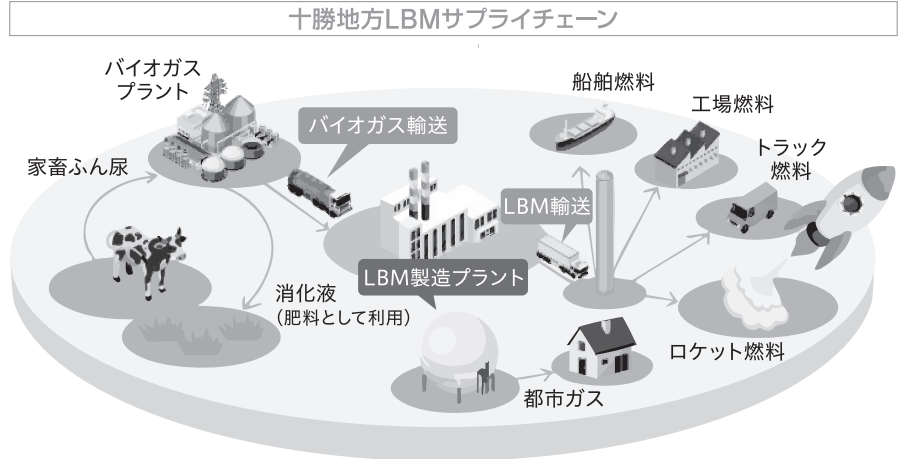 十勝地方LBMサプライチェーン
バイオガス
プラント
船舶燃料
工場燃料
バイオガス輸送
トラック
燃料
家畜ふん尿
LBM輸送
LBM製造プラント
消化液
（肥料として利用）
ロケット燃料
都市ガス